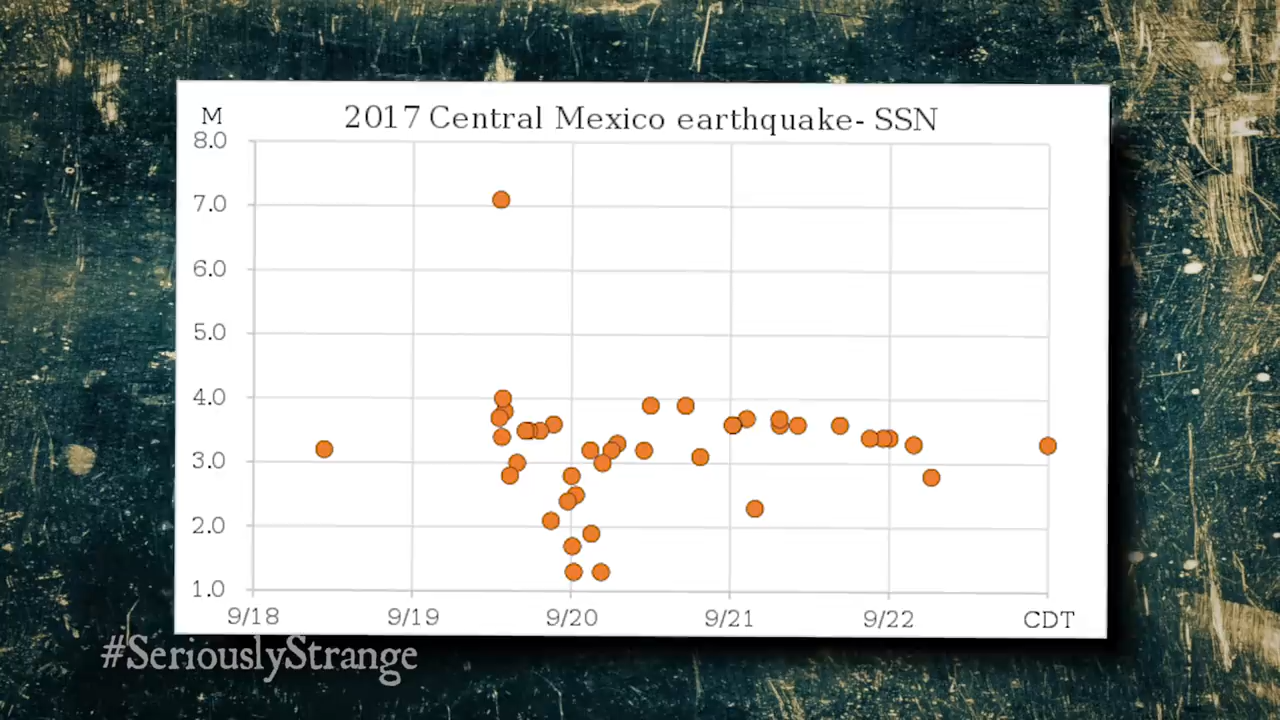 M
2017 Central Mexico earthquake- SSN
8.0
7.0
6.0
5.0
4.0
3.0
2.0
1.0
9/18 9/19 9/20 9/21 9/22 CDT
#SeriouslyStrange